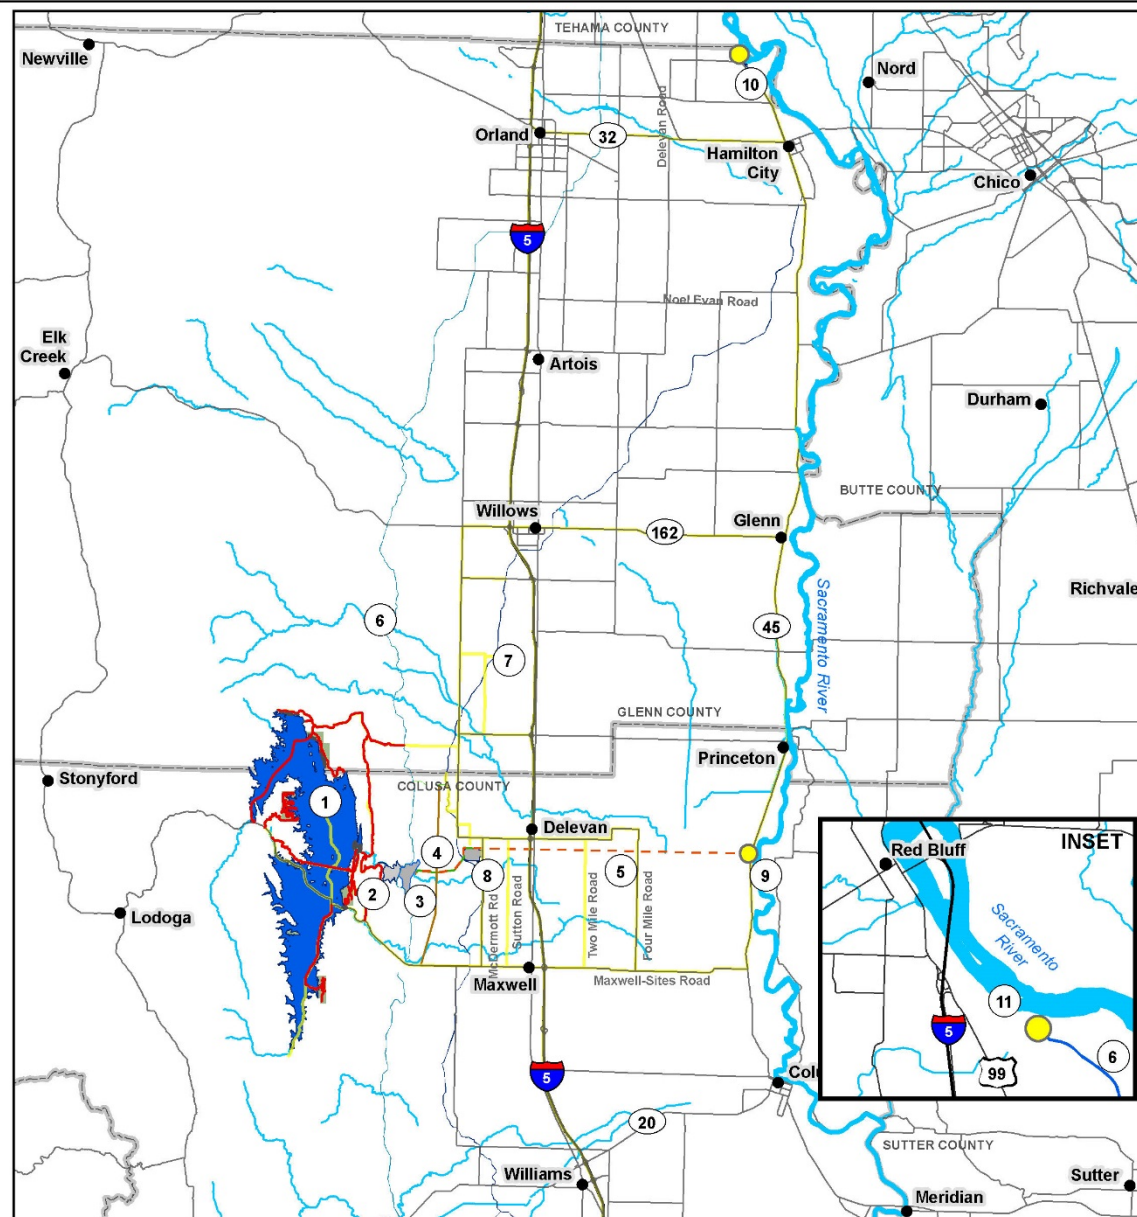 TEHAMA COUNTY
Newville
Nord
10
Delevan Road
Orland
32
Hamilton
City
Chico
5
Noel Evan Road
Elk
Creek
Artois
Durham
BUTTE COUNTY
Willows
162
Glenn
Sacramento River
Richvale
6
45
7
GLENN COUNTY
Princeton
Stonyford
COLUSA COUNTY
1
Delevan
INSET
Red Bluff
4
5
8
9
2
3
McDermott Rd
Sutton Road
Two Mile Road
Four Mile Road
Lodoga
Sacramento
River
Maxwell
Maxwell-Sites Road
11
5
6
99
5
Colu
20
SUTTER COUNTY
Williams
Sutter
Meridian